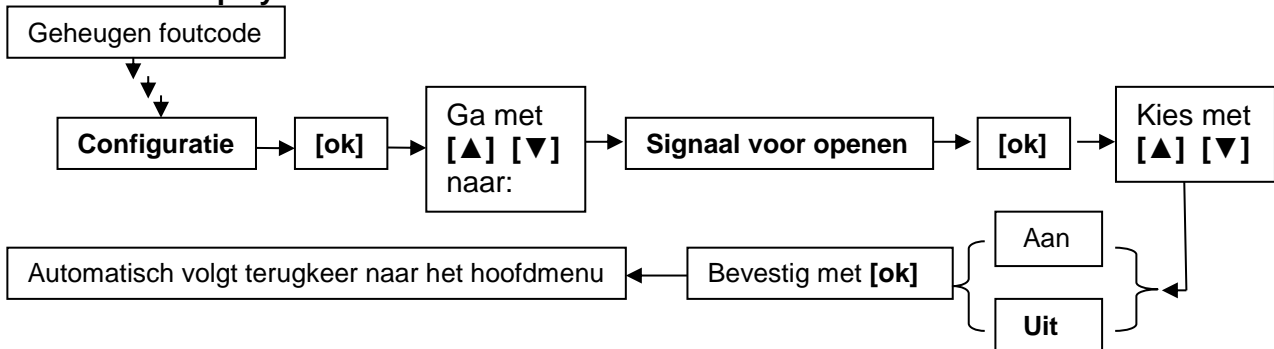 Geheugen foutcode
Configuratie
[ok]
Ga met
[▲] [▼]
naar:
Signaal voor openen
[ok]
Kies met
[▲] [▼]
Aan
Uit
Bevestig met [ok]
Automatisch volgt terugkeer naar het hoofdmenu